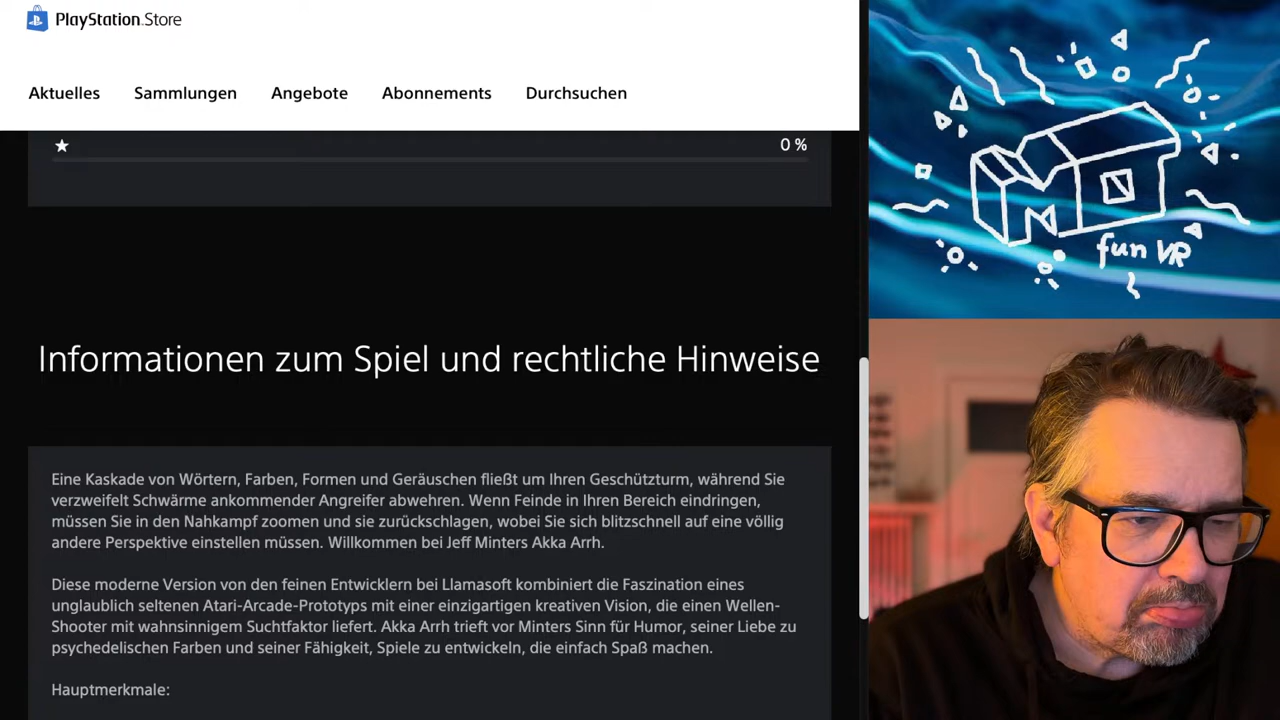 PlayStation.Store
Aktuelles Sammlungen Angebote Abonnements Durchsuchen
★ 0 %
Informationen zum Spiel und rechtliche Hinweise
Eine Kaskade von Wörtern, Farben, Formen und Geräuschen fließt um Ihren Geschützturm, während Sie
verzweifelt Schwärme ankommender Angreifer abwehren. Wenn Feinde in Ihren Bereich eindringen,
müssen Sie in den Nahkampf zoomen und sie zurückschlagen, wobei Sie sich blitzschnell auf eine völlig
andere Perspektive einstellen müssen. Willkommen bei Jeff Minters Akka Arrh.
Diese moderne Version von den feinen Entwicklern bei Llamasoft kombiniert die Faszination eines
unglaublich seltenen Atari-Arcade-Prototyps mit einer einzigartigen kreativen Vision, die einen Wellen-
Shooter mit wahnsinnigem Suchtfaktor liefert. Akka Arrh trieft vor Minters Sinn für Humor, seiner Liebe zu
psychedelischen Farben und seiner Fähigkeit, Spiele zu entwickeln, die einfach Spaß machen.
Hauptmerkmale:
fun VR